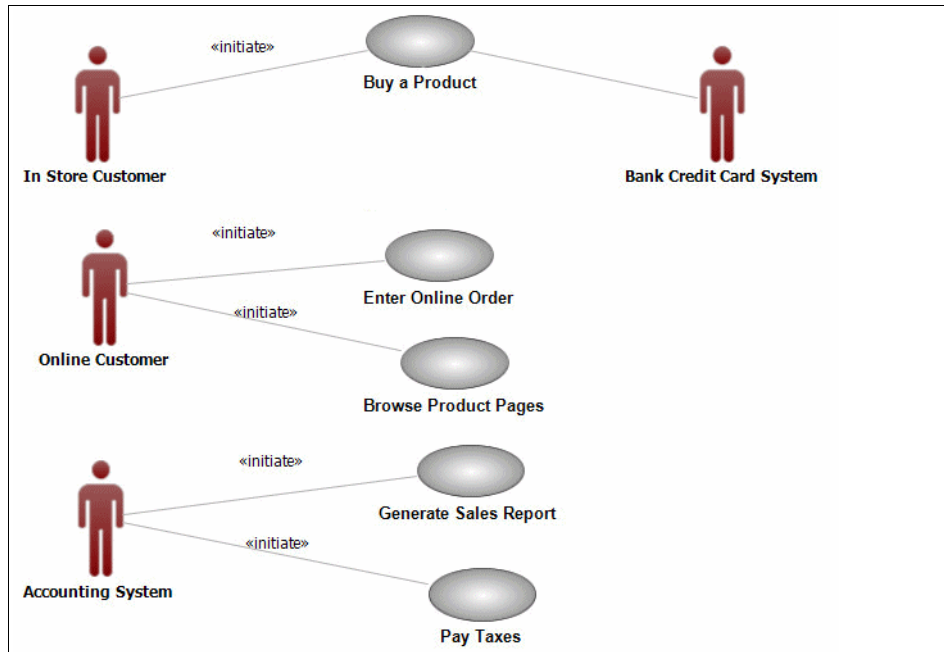 «initiate»
Buy a Product
In Store Customer
Bank Credit Card System
«initiate»
Enter Online Order
«initiate»
Online Customer
Browse Product Pages
«initiate»
Generate Sales Report
«initiate»
Accounting System
Pay Taxes